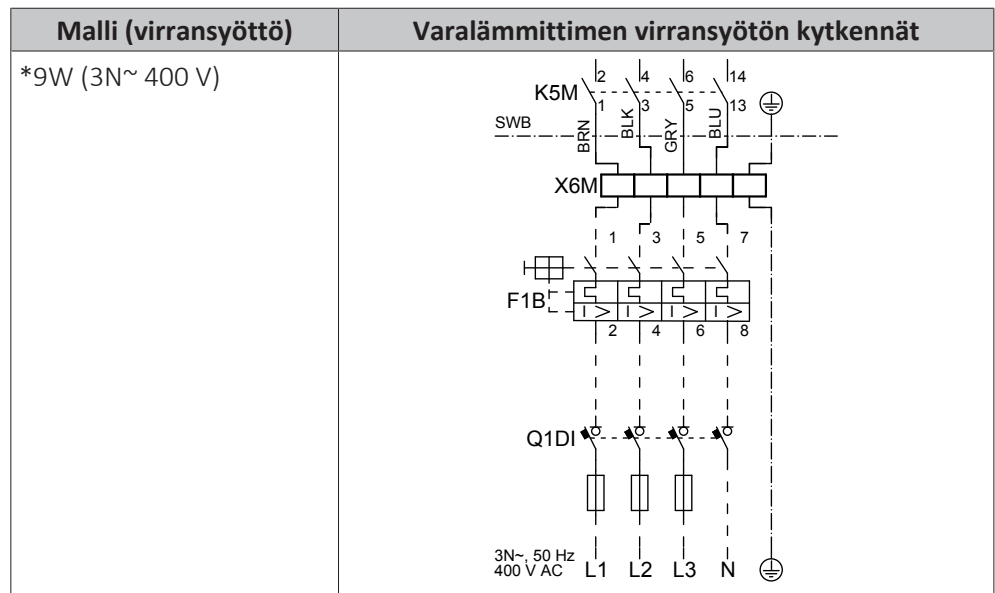 Malli (virransyöttö) Varalämmittimen virransyötön kytkennät
*9W (3N~ 400 V)
2 4 6 14
K5M
1 3 5 13
SWB
BRN BLK GRY BLU
X6M
1 3 5 7
F1B
I > I > I > I >
2 4 6 8
Q1DI
3N~, 50 Hz
400 V AC L1 L2 L3 N